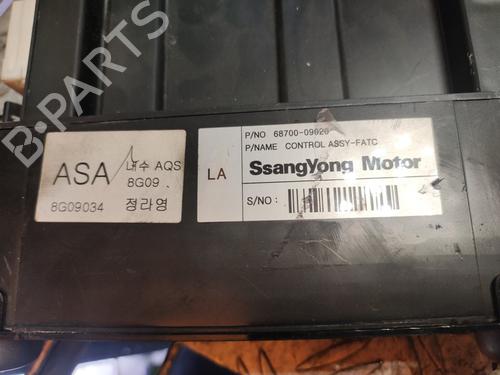 ASA
내수 AQS
8G09
8G09034
정라영
LA
P/NO 68700-09020
P/NAME CONTROL ASSY-FATC
SsangYong Motor
S/NO :
B-PARTS